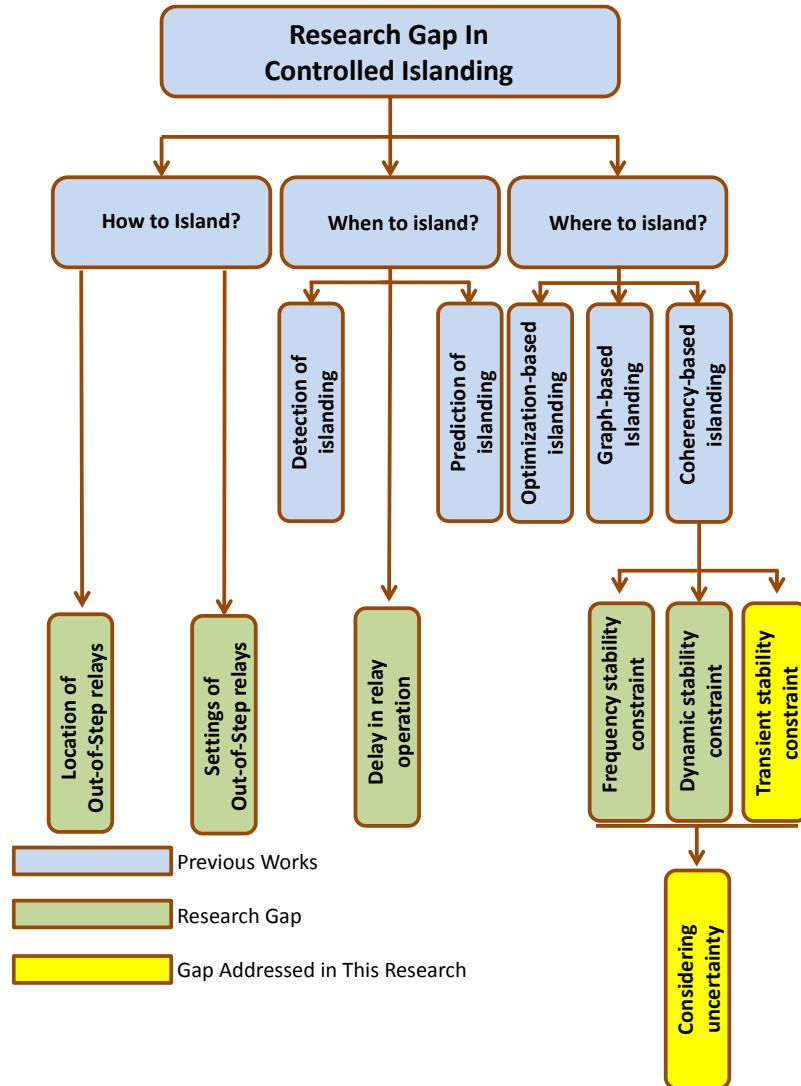 Research Gap In
Controlled Islanding
How to Island?
When to island?
Where to island?
Detection of
islanding
Prediction of
islanding
Optimization-based
islanding
Graph-based
Islanding
Coherency-based
islanding
Location of
Out-of-Step relays
Settings of
Out-of-Step relays
Delay in relay
operation
Frequency stability
constraint
Dynamic stability
constraint
Transient stability
constraint
Previous Works
Research Gap
Gap Addressed in This Research
Considering
uncertainty